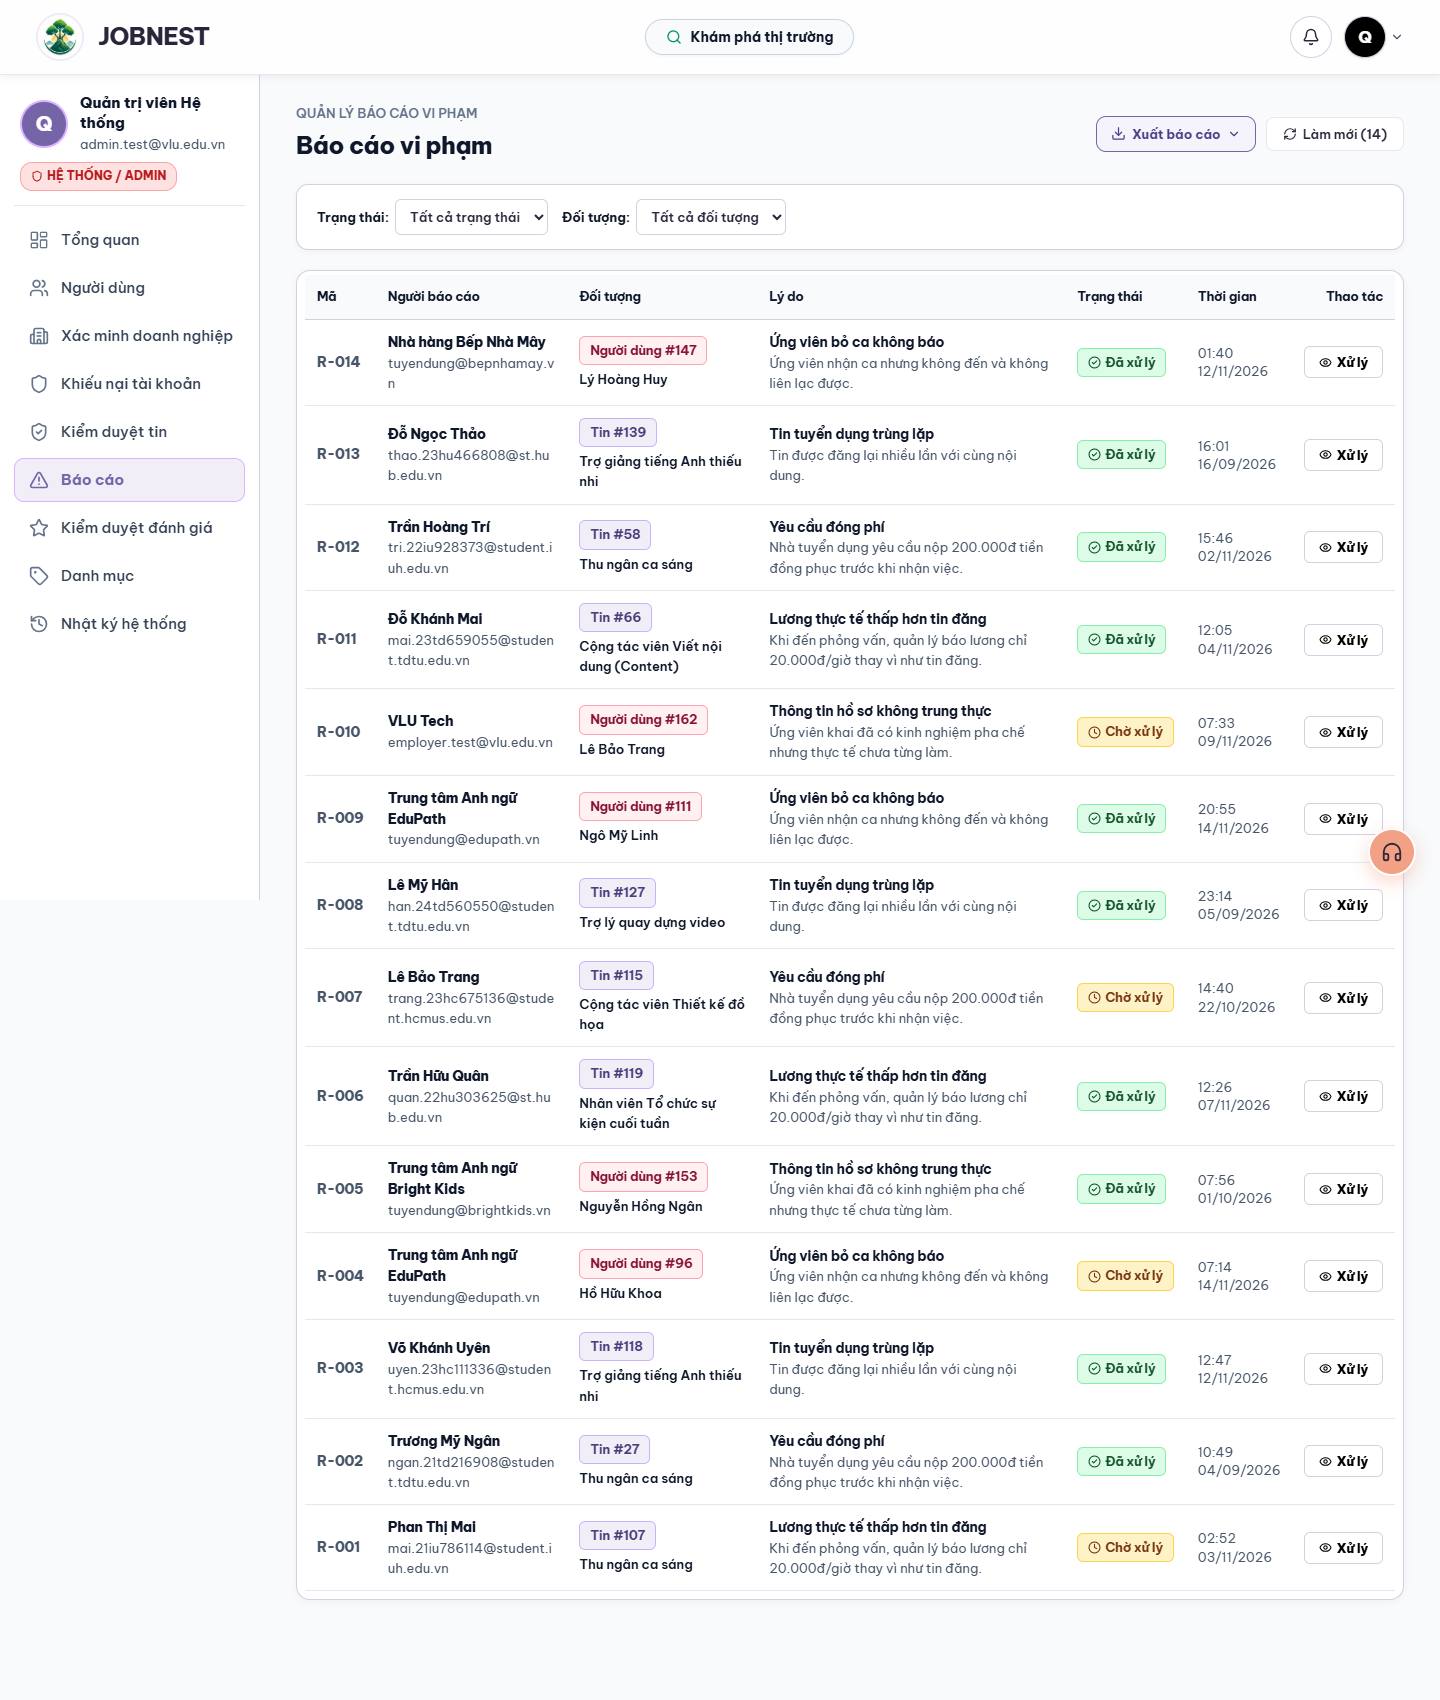 JOBNEST
Khám phá thị trường
Q
Q
Quản trị viên Hệ
thống
admin.test@vlu.edu.vn
HỆ THỐNG / ADMIN
Tổng quan
Người dùng
Xác minh doanh nghiệp
Khiếu nại tài khoản
Kiểm duyệt tin
Báo cáo
Kiểm duyệt đánh giá
Danh mục
Nhật ký hệ thống
QUẢN LÝ BÁO CÁO VI PHẠM
Báo cáo vi phạm
Xuất báo cáo
Làm mới (14)
Trạng thái: Tất cả trạng thái Đối tượng: Tất cả đối tượng
Mã Người báo cáo Đối tượng Lý do Trạng thái Thời gian Thao tác
R-014
Nhà hàng Bếp Nhà Mây
tuyendung@bepnhamay.v
n
Người dùng #147
Lý Hoàng Huy
Ứng viên bỏ ca không báo
Ứng viên nhận ca nhưng không đến và không
liên lạc được.
Đã xử lý
01:40
12/11/2026
Xử lý
R-013
Đỗ Ngọc Thảo
thao.23hu466808@st.hu
b.edu.vn
Tin #139
Trợ giảng tiếng Anh thiếu
nhi
Tin tuyển dụng trùng lặp
Tin được đăng lại nhiều lần với cùng nội
dung.
Đã xử lý
16:01
16/09/2026
Xử lý
R-012
Trần Hoàng Trí
tri.22iu928373@student.i
uh.edu.vn
Tin #58
Thu ngân ca sáng
Yêu cầu đóng phí
Nhà tuyển dụng yêu cầu nộp 200.000đ tiền
đồng phục trước khi nhận việc.
Đã xử lý
15:46
02/11/2026
Xử lý
R-011
Đỗ Khánh Mai
mai.23td659055@studen
t.tdtu.edu.vn
Tin #66
Cộng tác viên Viết nội
dung (Content)
Lương thực tế thấp hơn tin đăng
Khi đến phỏng vấn, quản lý báo lương chỉ
20.000đ/giờ thay vì như tin đăng.
Đã xử lý
12:05
04/11/2026
Xử lý
R-010
VLU Tech
employer.test@vlu.edu.vn
Người dùng #162
Lê Bảo Trang
Thông tin hồ sơ không trung thực
Ứng viên khai đã có kinh nghiệm pha chế
nhưng thực tế chưa từng làm.
Chờ xử lý
07:33
09/11/2026
Xử lý
R-009
Trung tâm Anh ngữ
EduPath
tuyendung@edupath.vn
Người dùng #111
Ngô Mỹ Linh
Ứng viên bỏ ca không báo
Ứng viên nhận ca nhưng không đến và không
liên lạc được.
Đã xử lý
20:55
14/11/2026
Xử lý
R-008
Lê Mỹ Hân
han.24td560550@studen
t.tdtu.edu.vn
Tin #127
Trợ lý quay dựng video
Tin tuyển dụng trùng lặp
Tin được đăng lại nhiều lần với cùng nội
dung.
Đã xử lý
23:14
05/09/2026
Xử lý
R-007
Lê Bảo Trang
trang.23hc675136@stude
nt.hcmus.edu.vn
Tin #115
Cộng tác viên Thiết kế đồ
họa
Yêu cầu đóng phí
Nhà tuyển dụng yêu cầu nộp 200.000đ tiền
đồng phục trước khi nhận việc.
Chờ xử lý
14:40
22/10/2026
Xử lý
R-006
Trần Hữu Quân
quan.22hu303625@st.hu
b.edu.vn
Tin #119
Nhân viên Tổ chức sự
kiện cuối tuần
Lương thực tế thấp hơn tin đăng
Khi đến phỏng vấn, quản lý báo lương chỉ
20.000đ/giờ thay vì như tin đăng.
Đã xử lý
12:26
07/11/2026
Xử lý
R-005
Trung tâm Anh ngữ
Bright Kids
tuyendung@brightkids.vn
Người dùng #153
Nguyễn Hồng Ngân
Thông tin hồ sơ không trung thực
Ứng viên khai đã có kinh nghiệm pha chế
nhưng thực tế chưa từng làm.
Đã xử lý
07:56
01/10/2026
Xử lý
R-004
Trung tâm Anh ngữ
EduPath
tuyendung@edupath.vn
Người dùng #96
Hồ Hữu Khoa
Ứng viên bỏ ca không báo
Ứng viên nhận ca nhưng không đến và không
liên lạc được.
Chờ xử lý
07:14
14/11/2026
Xử lý
R-003
Võ Khánh Uyên
uyen.23hc111336@studen
t.hcmus.edu.vn
Tin #118
Trợ giảng tiếng Anh thiếu
nhi
Tin tuyển dụng trùng lặp
Tin được đăng lại nhiều lần với cùng nội
dung.
Đã xử lý
12:47
12/11/2026
Xử lý
R-002
Trương Mỹ Ngân
ngan.21td216908@studen
t.tdtu.edu.vn
Tin #27
Thu ngân ca sáng
Yêu cầu đóng phí
Nhà tuyển dụng yêu cầu nộp 200.000đ tiền
đồng phục trước khi nhận việc.
Đã xử lý
10:49
04/09/2026
Xử lý
R-001
Phan Thị Mai
mai.21iu786114@student.i
uh.edu.vn
Tin #107
Thu ngân ca sáng
Lương thực tế thấp hơn tin đăng
Khi đến phỏng vấn, quản lý báo lương chỉ
20.000đ/giờ thay vì như tin đăng.
Chờ xử lý
02:52
03/11/2026
Xử lý